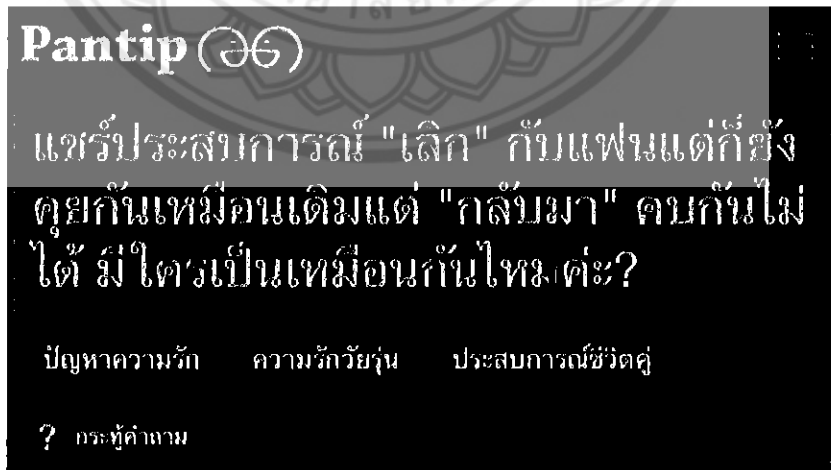 Pantip
แชร์ประสบการณ์ "เลิก" กับแฟนแต่ก็ยัง
คุยกันเหมือนเดิมแต่ "กลับมา" คบกันไม่
ได้ มีใครเป็นเหมือนกันไหมค่ะ?
ปัญหาความรัก ความรักวัยรุ่น ประสบการณ์ชีวิตคู่
? กระทู้คำถาม